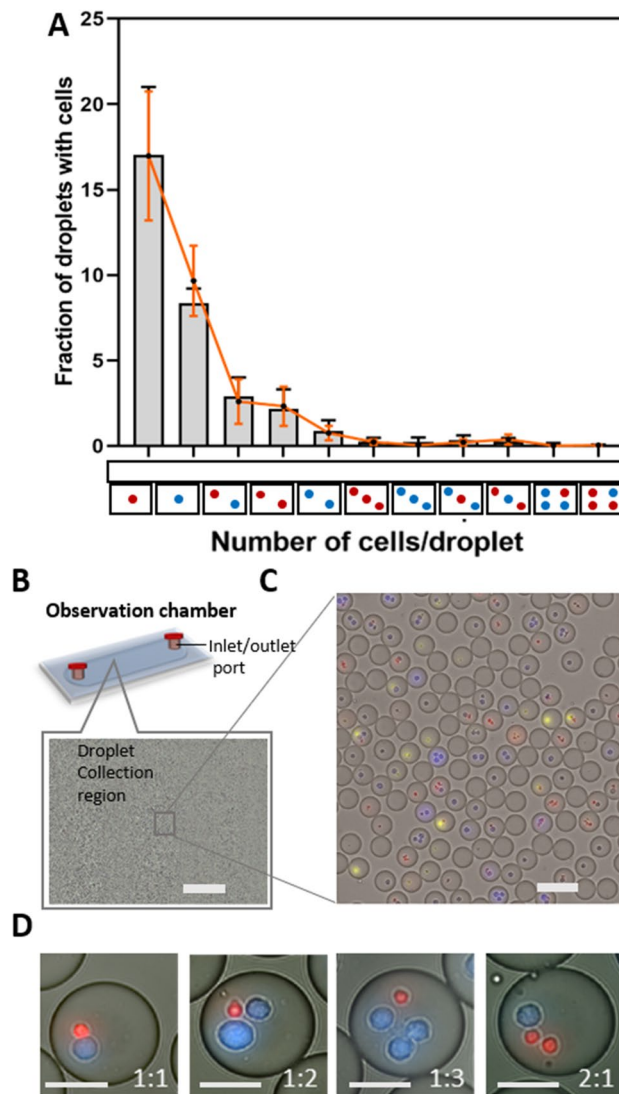 A
25
20
15
10
5
0
Fraction of droplets with cells
Number of cells/droplet
B
Observation chamber
Inlet/outlet
port
Droplet
Collection
region
C
D
1:1
1:2
1:3
2:1